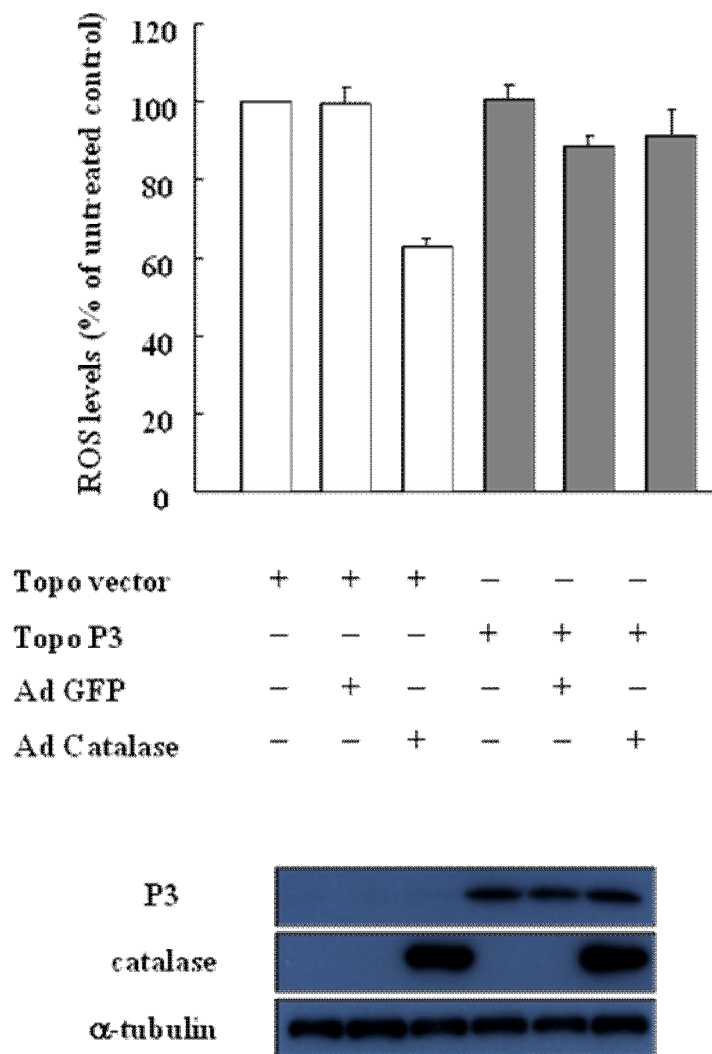 120
100
80
60
40
20
0
ROS levels (% of untreated control)
Topo vector + + + – – –
Topo P3 – – – + + +
Ad GFP – + – – + –
Ad Catalase – – + – – +
P3
catalase
α-tubulin